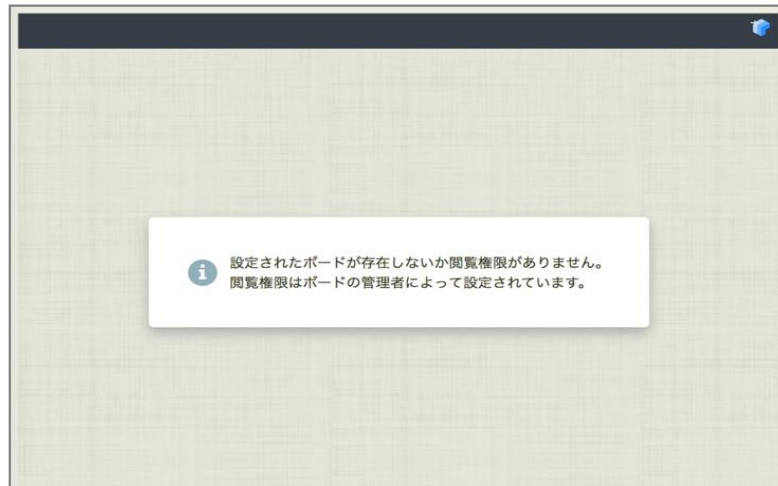 設定されたボードが存在しないか閲覧権限がありません。
閲覧権限はボードの管理者によって設定されています。